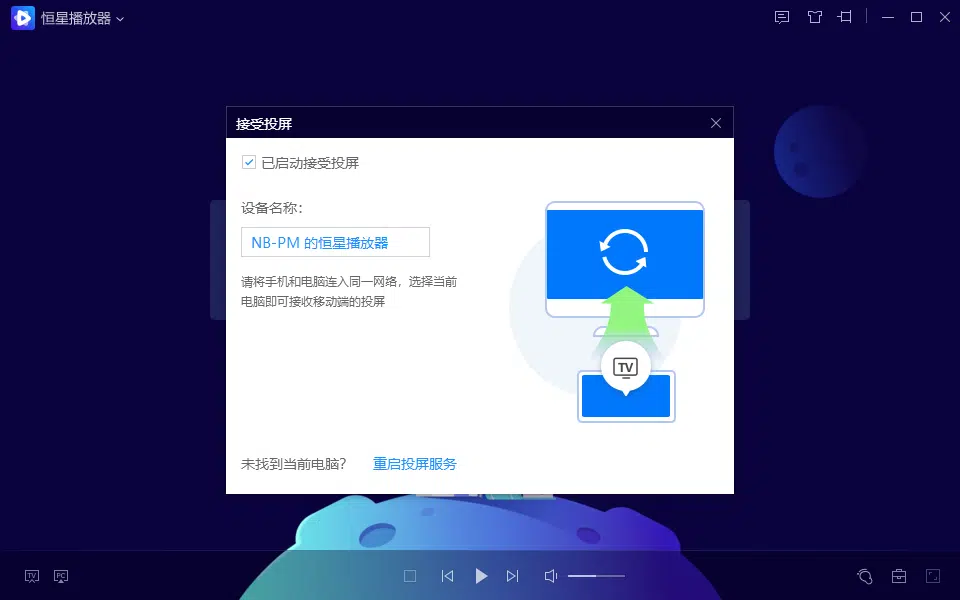 恒星播放器
接受投屏
已启动接受投屏
设备名称:
NB-PM 的恒星播放器
请将手机和电脑连入同一网络，选择当前
电脑即可接收移动端的投屏
TV
未找到当前电脑? 重启投屏服务
TV PC